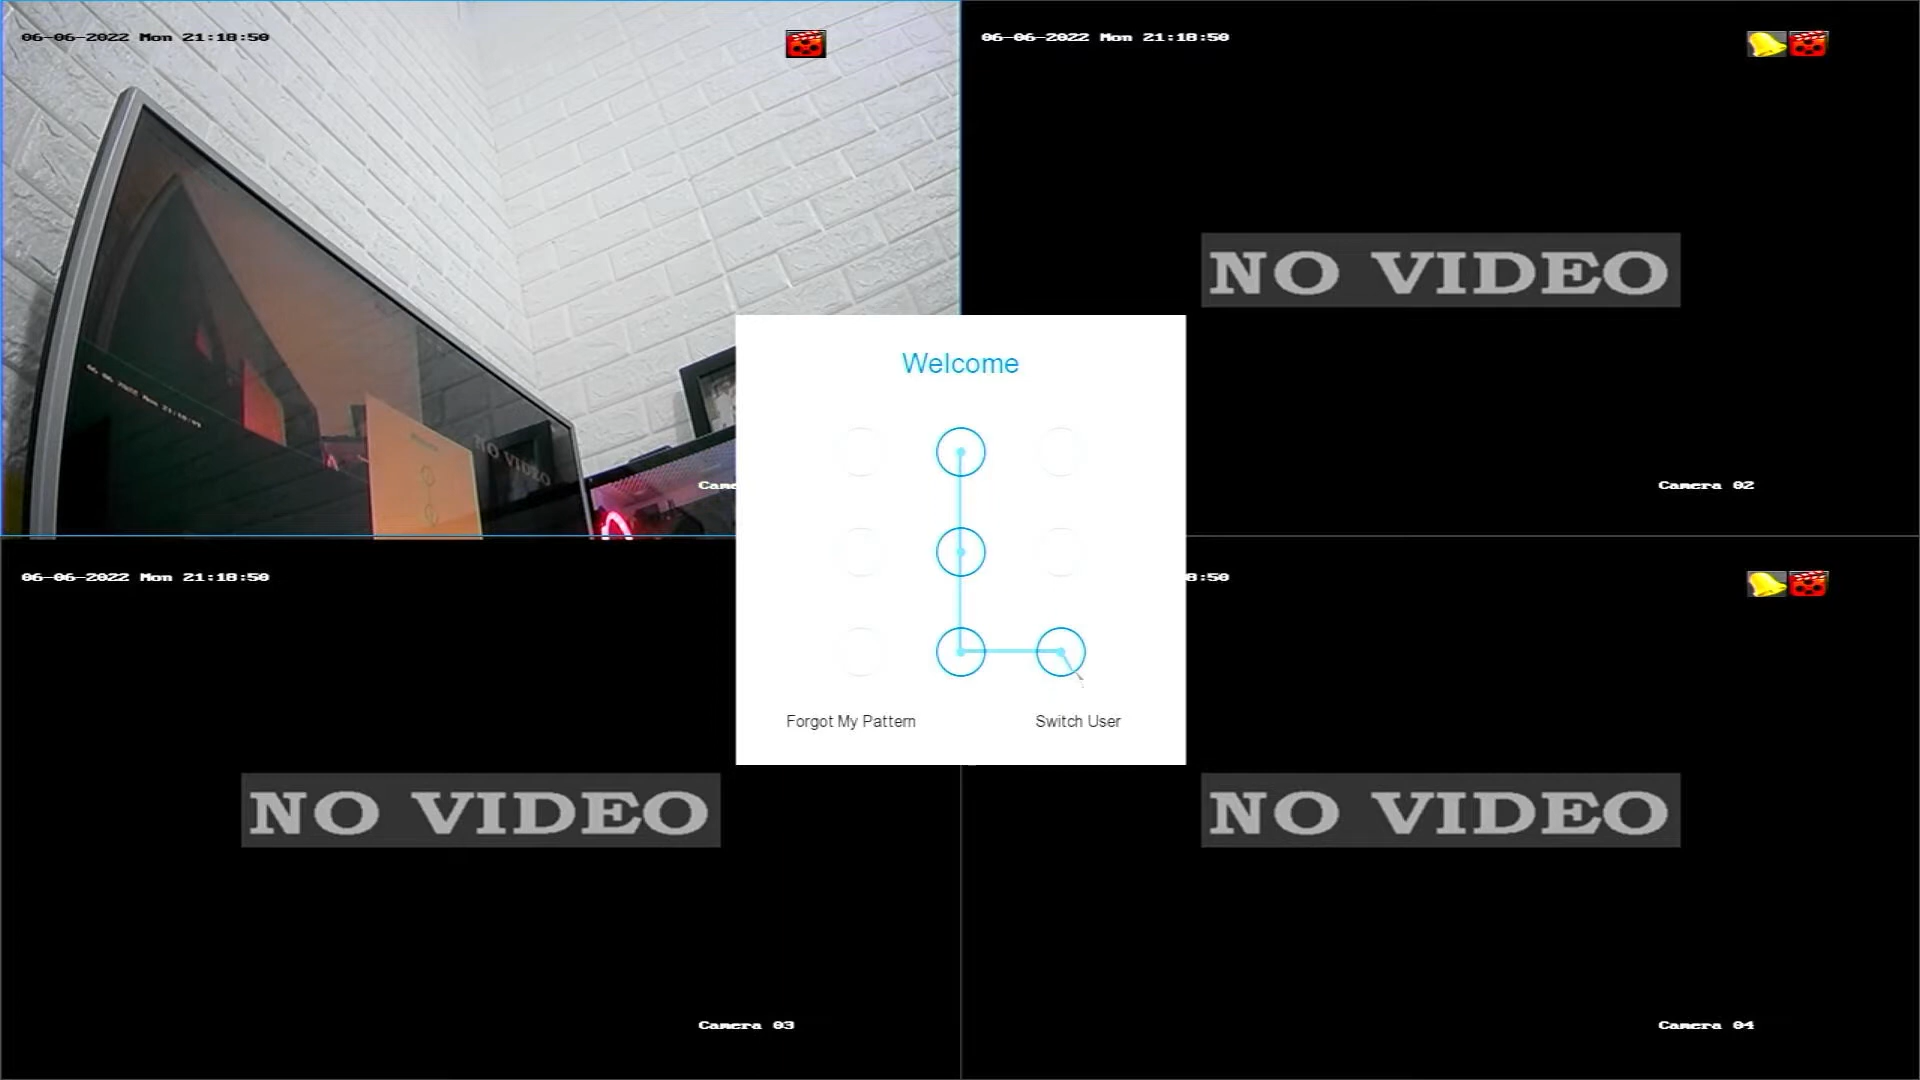 06-06-2022 Mon 21:18:50
06-06-2022 Mon 21:18:50
NO VIDEO
Welcome
NO VIDEO
Camera 02
06-06-2022 Mon 21:18:50
8:50
Forgot My Pattern
Switch User
NO VIDEO
NO VIDEO
Camera 03
Camera 04